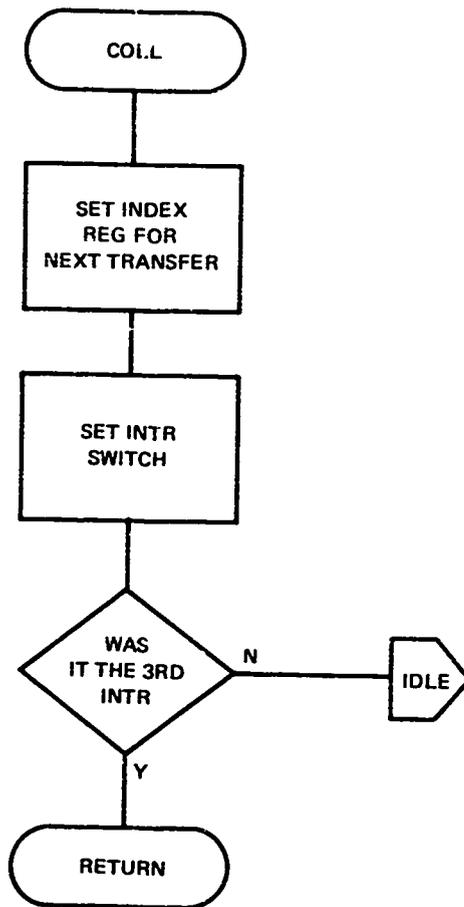 COLL
SET INDEX
REG FOR
NEXT TRANSFER
SET INTR
SWITCH
WAS
IT THE 3RD
INTR
N
IDLE
Y
RETURN